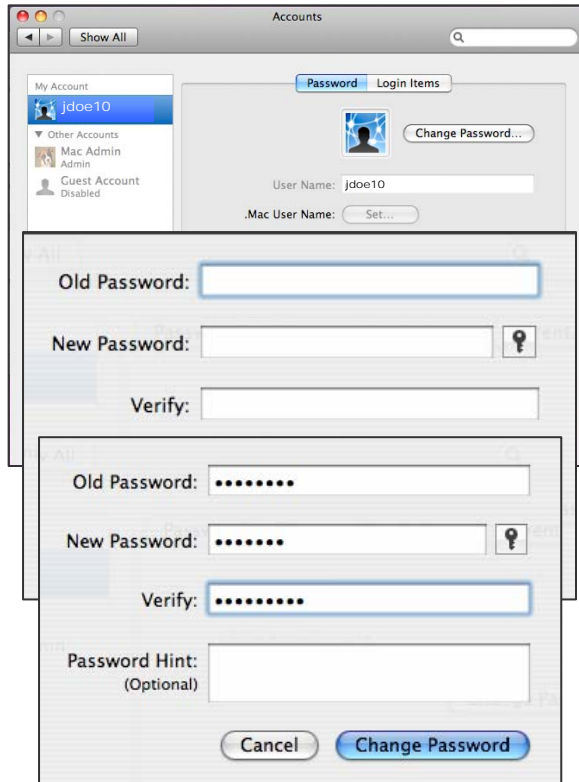 Accounts
Show All
My Account
jdoe10
Password Login Items
Other Accounts
Mac Admin
Admin
Guest Account
Disabled
Change Password...
User Name: jdoe10
.Mac User Name: Set...
Old Password:
New Password:
Verify:
Old Password: ••••••••
New Password: •••••••
Verify: •••••••••
Password Hint:
(Optional)
Cancel Change Password